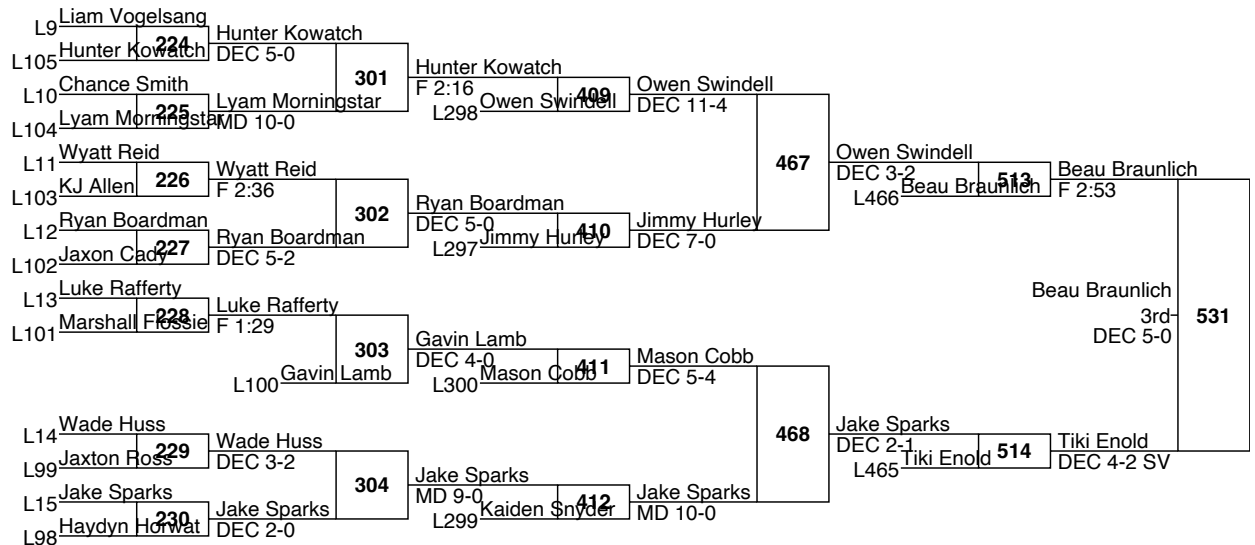 L9 Liam Vogelsang
224
L105 Hunter Kowatch
Hunter Kowatch
DEC 5-0
L10 Chance Smith
225
L104 Lyam Morningstar
Lyam Morningstar
MD 10-0
L11 Wyatt Reid
226
L103 KJ Allen
Wyatt Reid
F 2:36
L12 Ryan Boardman
227
L102 Jaxon Cady
Ryan Boardman
DEC 5-2
L13 Luke Rafferty
228
L101 Marshall Flossie
Luke Rafferty
F 1:29
L100 Gavin Lamb
L14 Wade Huss
229
L99 Jaxton Ross
Wade Huss
DEC 3-2
L15 Jake Sparks
230
L98 Haydyn Horwat
Jake Sparks
DEC 2-0
301
Hunter Kowatch
F 2:16
L298 Owen Swindell
302
Ryan Boardman
DEC 5-0
L297 Jimmy Hurley
303
Gavin Lamb
DEC 4-0
L300 Mason Cobb
304
Jake Sparks
MD 9-0
L299 Kaiden Snyder
409
Owen Swindell
DEC 11-4
410
Jimmy Hurley
DEC 7-0
411
Mason Cobb
DEC 5-4
412
Jake Sparks
MD 10-0
467
Owen Swindell
DEC 3-2
L466 Beau Braunlich
468
Jake Sparks
DEC 2-1
L465 Tiki Enold
513
Beau Braunlich
F 2:53
514
Tiki Enold
DEC 4-2 SV
Beau Braunlich
3rd
DEC 5-0
531